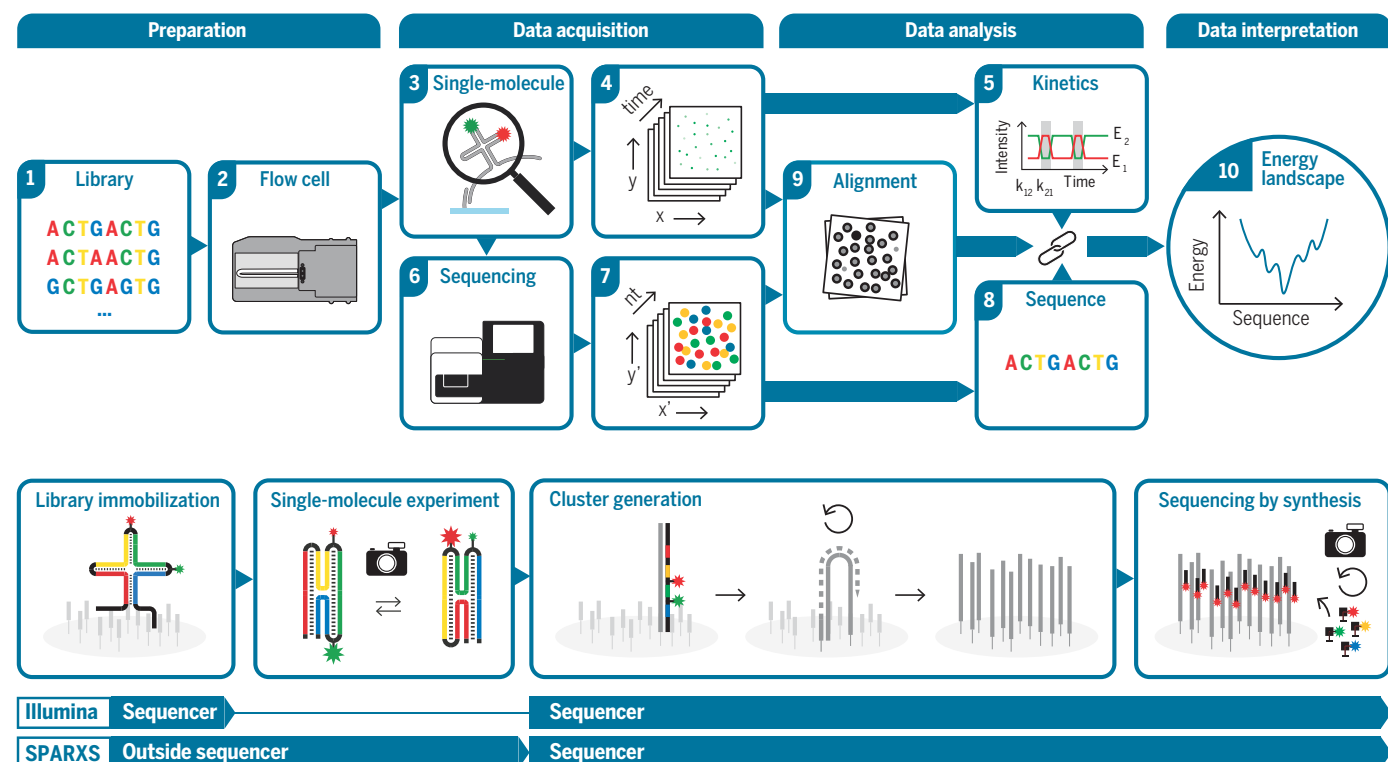 Preparation
Data acquisition
Data analysis
Data interpretation
1 Library
ACTGACTG
ACTAACTG
GCTGAGTG
...
2 Flow cell
3 Single-molecule
4
time
y
x
5 Kinetics
Intensity
E2
E1
k12 k21 Time
6 Sequencing
7
nt
y'
x'
9 Alignment
8 Sequence
ACTGACTG
10 Energy
landscape
Energy
Sequence
Library immobilization
Single-molecule experiment
Cluster generation
Sequencing by synthesis
Illumina Sequencer
Sequencer
SPARXS Outside sequencer
Sequencer